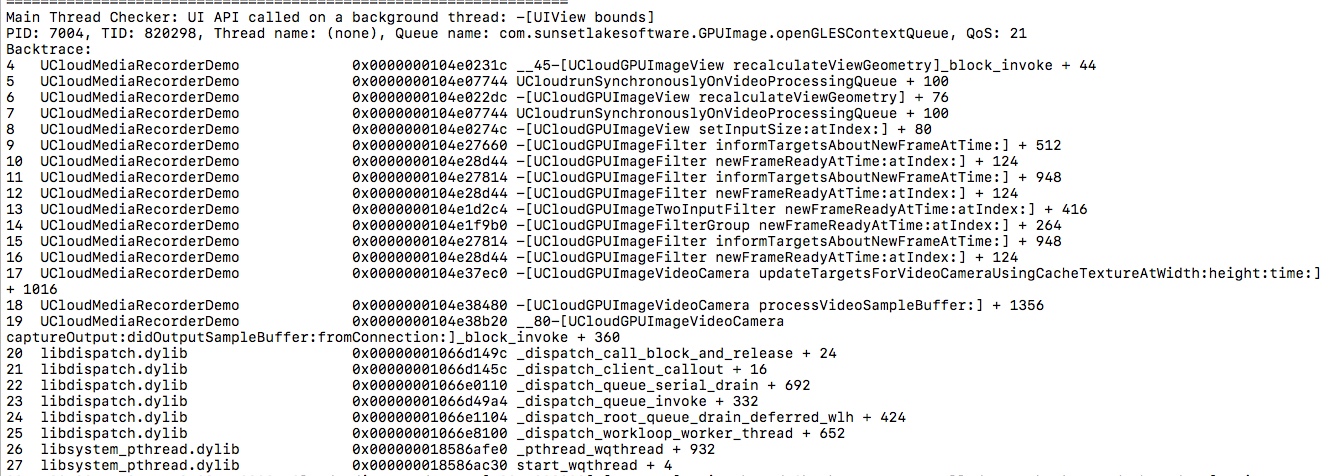 Main Thread Checker: UI API called on a background thread: -[UIView bounds]
PID: 7004, TID: 820298, Thread name: (none), Queue name: com.sunsetlakesoftware.GPUImage.openGLESContextQueue, QoS: 21
Backtrace:
4 UCloudMediaRecorderDemo 0x0000000104e0231c __45-[UCloudGPUImageView recalculateViewGeometry]_block_invoke + 44
5 UCloudMediaRecorderDemo 0x0000000104e07744 UCloudrunSynchronouslyOnVideoProcessingQueue + 100
6 UCloudMediaRecorderDemo 0x0000000104e022dc -[UCloudGPUImageView recalculateViewGeometry] + 76
7 UCloudMediaRecorderDemo 0x0000000104e07744 UCloudrunSynchronouslyOnVideoProcessingQueue + 100
8 UCloudMediaRecorderDemo 0x0000000104e0274c -[UCloudGPUImageView setInputSize:atIndex:] + 80
9 UCloudMediaRecorderDemo 0x0000000104e27660 -[UCloudGPUImageFilter informTargetsAboutNewFrameAtTime:] + 512
10 UCloudMediaRecorderDemo 0x0000000104e28d44 -[UCloudGPUImageFilter newFrameReadyAtTime:atIndex:] + 124
11 UCloudMediaRecorderDemo 0x0000000104e27814 -[UCloudGPUImageFilter informTargetsAboutNewFrameAtTime:] + 948
12 UCloudMediaRecorderDemo 0x0000000104e28d44 -[UCloudGPUImageFilter newFrameReadyAtTime:atIndex:] + 124
13 UCloudMediaRecorderDemo 0x0000000104e1d2c4 -[UCloudGPUImageTwoInputFilter newFrameReadyAtTime:atIndex:] + 416
14 UCloudMediaRecorderDemo 0x0000000104e1f9b0 -[UCloudGPUImageFilterGroup newFrameReadyAtTime:atIndex:] + 264
15 UCloudMediaRecorderDemo 0x0000000104e27814 -[UCloudGPUImageFilter informTargetsAboutNewFrameAtTime:] + 948
16 UCloudMediaRecorderDemo 0x0000000104e28d44 -[UCloudGPUImageFilter newFrameReadyAtTime:atIndex:] + 124
17 UCloudMediaRecorderDemo 0x0000000104e37ec0 -[UCloudGPUImageVideoCamera updateTargetsForVideoCameraUsingCacheTextureAtWidth:height:time:]
+ 1016
18 UCloudMediaRecorderDemo 0x0000000104e38480 -[UCloudGPUImageVideoCamera processVideoSampleBuffer:] + 1356
19 UCloudMediaRecorderDemo 0x0000000104e38b20 __80-[UCloudGPUImageVideoCamera
captureOutput:didOutputSampleBuffer:fromConnection:]_block_invoke + 360
20 libdispatch.dylib 0x00000001066d149c _dispatch_call_block_and_release + 24
21 libdispatch.dylib 0x00000001066d145c _dispatch_client_callout + 16
22 libdispatch.dylib 0x00000001066e0110 _dispatch_queue_serial_drain + 692
23 libdispatch.dylib 0x00000001066d49a4 _dispatch_queue_invoke + 332
24 libdispatch.dylib 0x00000001066e1104 _dispatch_root_queue_drain_deferred_wlh + 424
25 libdispatch.dylib 0x00000001066e8100 _dispatch_workloop_worker_thread + 652
26 libsystem_pthread.dylib 0x000000018586afe0 _pthread_wqthread + 932
27 libsystem_pthread.dylib 0x000000018586ac30 start_wqthread + 4